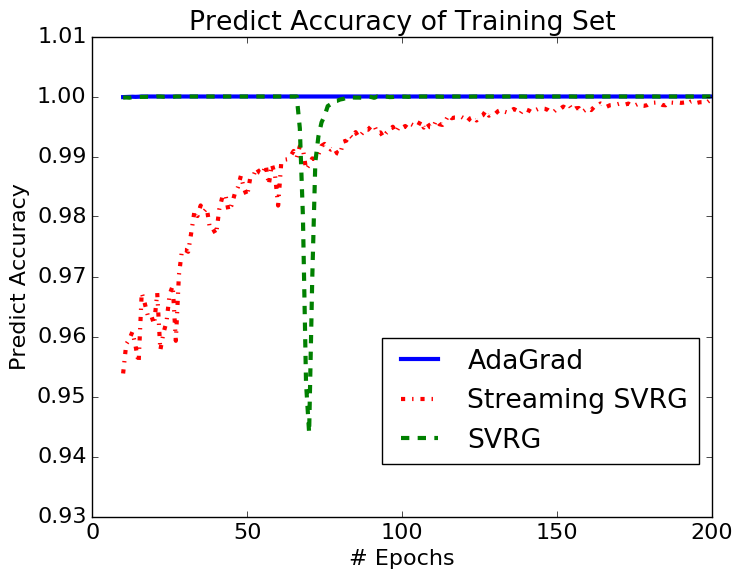 Predict Accuracy of Training Set
1.01
1.00
0.99
0.98
0.97
0.96
0.95
0.94
0.93
Predict Accuracy
AdaGrad
Streaming SVRG
SVRG
0 50 100 150 200
# Epochs